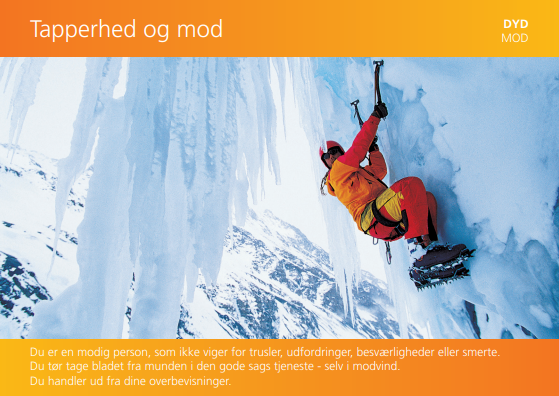 Tapperhed og mod
DYD
MOD
Du er en modig person, som ikke viger for trusler, udfordringer, besværligheder eller smerte.
Du tør tage bladet fra munden i den gode sags tjeneste - selv i modvind.
Du handler ud fra dine overbevisninger.